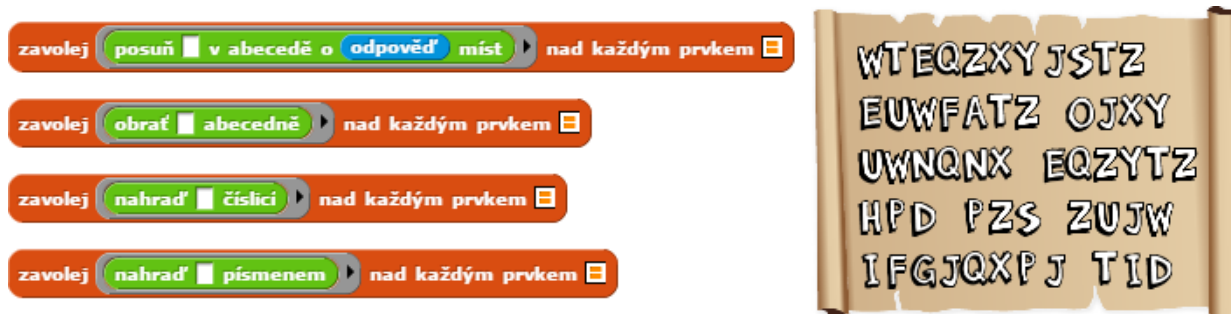 zavolej posuň v abecedě o odpověď míst nad každým prvkem
zavolej obrať abecedně nad každým prvkem
zavolej nahraď číslicí nad každým prvkem
zavolej nahraď písmenem nad každým prvkem
WTEQZXYJSTZ
EUWFATZ OJXY
UWNQNX EQZYTZ
HPD PZS ZUJW
IFGJQXPJ TID